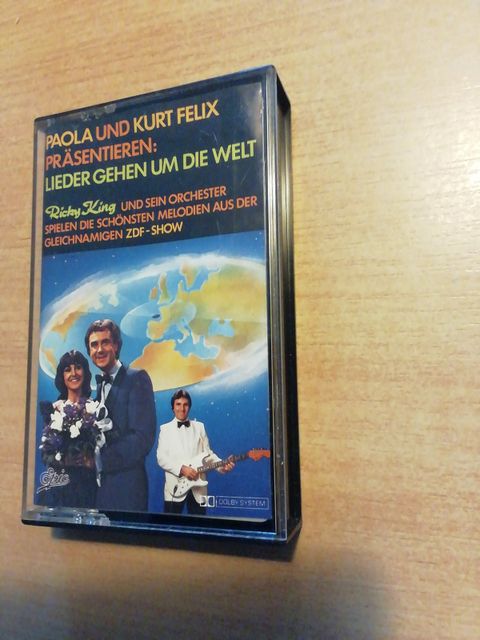 PAOLA UND KURT FELIX
PRÄSENTIEREN:
LIEDER GEHEN UM DIE WELT
Ricky King UND SEIN ORCHESTER
SPIELEN DIE SCHÖNSTEN MELODIEN AUS DER
GLEICHNAMIGEN ZDF-SHOW
Epic
DOLBY SYSTEM